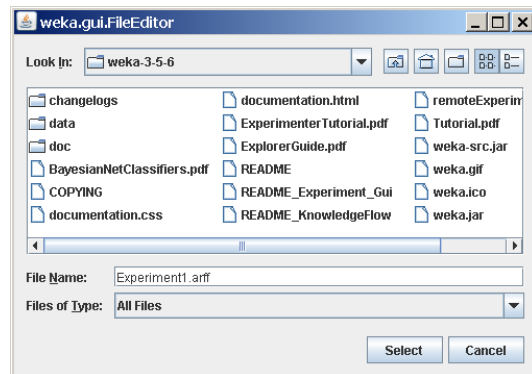 weka.gui.FileEditor
Look In: weka-3-5-6
changelogs documentation.html remoteExperim
data ExperimenterTutorial.pdf Tutorial.pdf
doc ExplorerGuide.pdf weka-src.jar
BayesianNetClassifiers.pdf README weka.gif
COPYING README_Experiment_Gui weka.ico
documentation.css README_KnowledgeFlow weka.jar
File Name: Experiment1.arff
Files of Type: All Files
Select Cancel